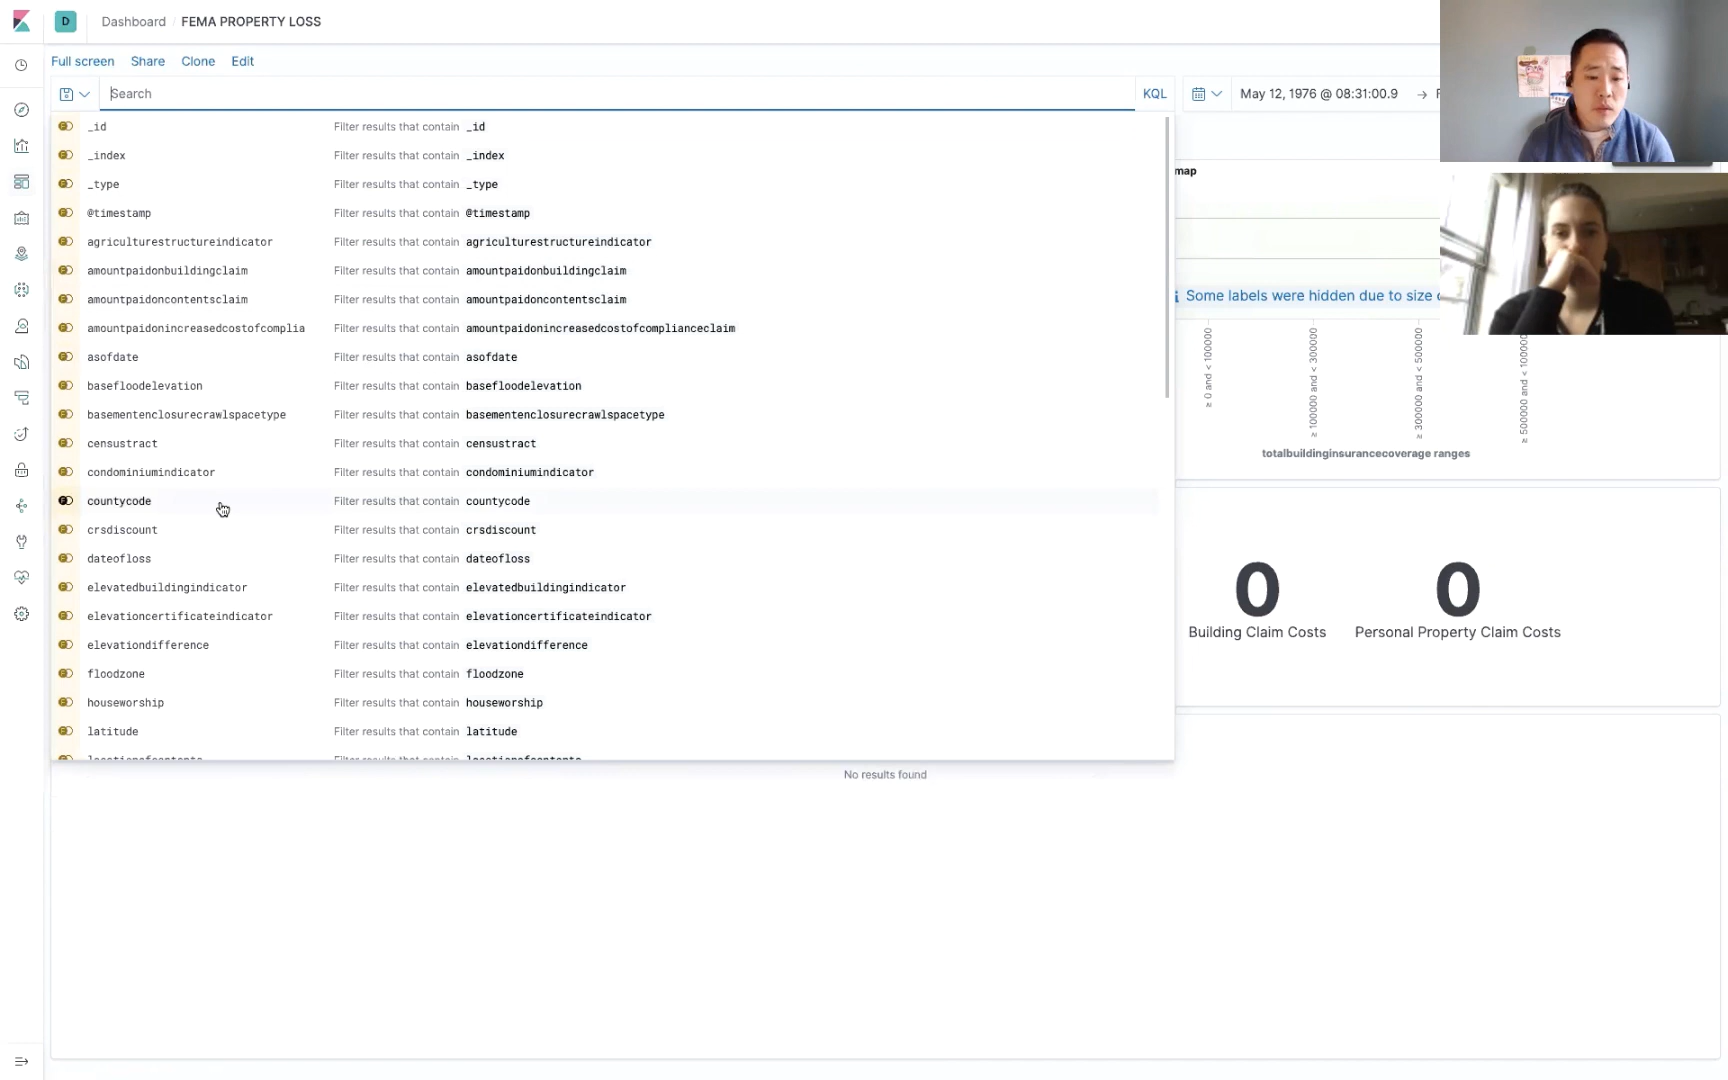 D
Dashboard / FEMA PROPERTY LOSS
Full screen Share Clone Edit
Search
KQL
May 12, 1976 @ 08:31:00.9 → F
_id Filter results that contain _id
_index Filter results that contain _index
_type Filter results that contain _type
@timestamp Filter results that contain @timestamp
agriculturestructureindicator Filter results that contain agriculturestructureindicator
amountpaidonbuildingclaim Filter results that contain amountpaidonbuildingclaim
amountpaidoncontentsclaim Filter results that contain amountpaidoncontentsclaim
amountpaidonincreasedcostofcomplia Filter results that contain amountpaidonincreasedcostofcomplianceclaim
asofdate Filter results that contain asofdate
basefloodelevation Filter results that contain basefloodelevation
basementenclosurecrawlspacetype Filter results that contain basementenclosurecrawlspacetype
censustract Filter results that contain censustract
condominiumindicator Filter results that contain condominiumindicator
countycode Filter results that contain countycode
crsdiscount Filter results that contain crsdiscount
dateofloss Filter results that contain dateofloss
elevatedbuildingindicator Filter results that contain elevatedbuildingindicator
elevationcertificateindicator Filter results that contain elevationcertificateindicator
elevationdifference Filter results that contain elevationdifference
floodzone Filter results that contain floodzone
houseworship Filter results that contain houseworship
latitude Filter results that contain latitude
map
Some labels were hidden due to size
≥ 0 and < 100000
≥ 100000 and < 300000
≥ 300000 and < 500000
≥ 500000 and < 100000
totalbuildinginsurancecoverage ranges
0
Building Claim Costs
0
Personal Property Claim Costs
No results found